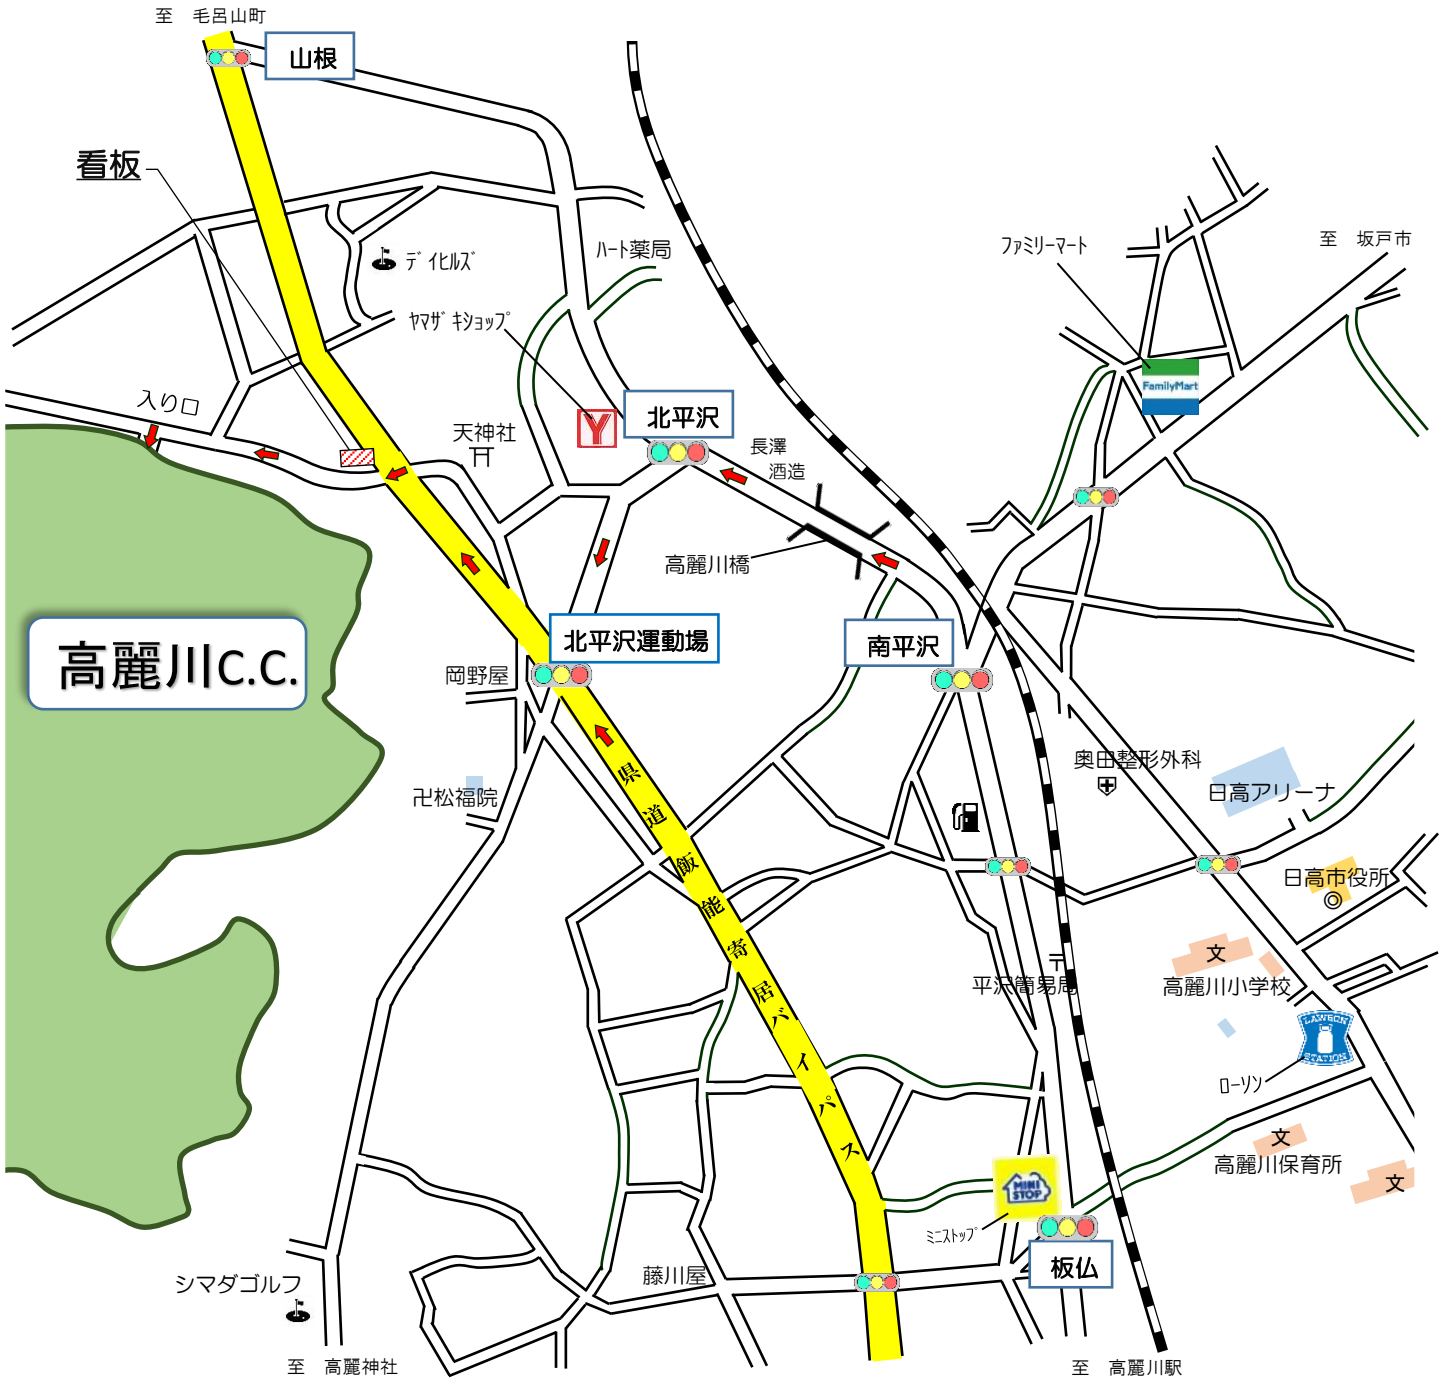 至　毛呂山町
山根
看板
ﾃﾞｲﾋﾙｽﾞ
ﾊｰﾄ薬局
ﾌｧﾐﾘｰﾏｰﾄ
至　坂戸市
ﾔﾏｻﾞｷｼｮｯﾌﾟ
FamilyMart
入り口
天神社
Y
北平沢
長澤
酒造
高麗川橋
高麗川C.C.
北平沢運動場
南平沢
岡野屋
奥田整形外科
卍松福院
日高アリーナ
日高市役所
県道飯能寄居バイパス
文
平沢簡易局
高麗川小学校
LAWSON
STATION
ﾛｰｿﾝ
文
高麗川保育所
文
MINI
STOP
ﾐﾆｽﾄｯﾌﾟ
板仏
藤川屋
シマダゴルフ
至　高麗神社
至　高麗川駅